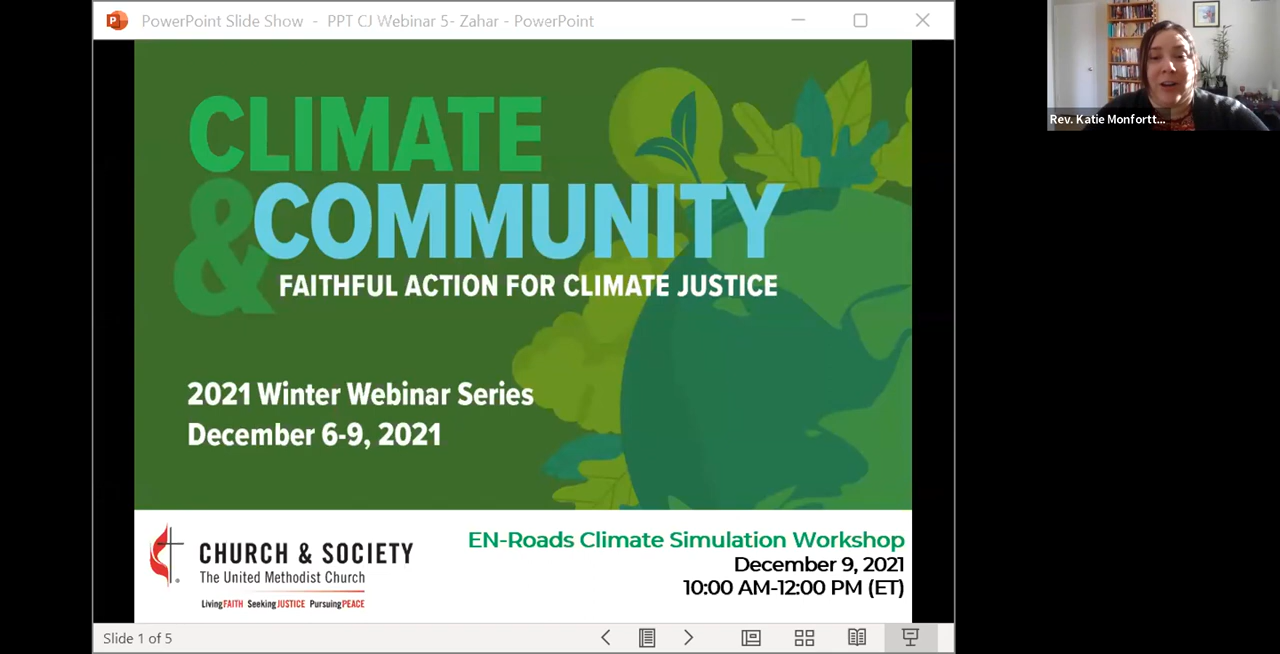 PowerPoint Slide Show - PPT CJ Webinar 5- Zahar - PowerPoint
Rev. Katie Monfortt...
CLIMATE
&COMMUNITY
FAITHFUL ACTION FOR CLIMATE JUSTICE
2021 Winter Webinar Series
December 6-9, 2021
CHURCH & SOCIETY
The United Methodist Church
LivingFAITH SeekingJUSTICE PursuingPEACE
EN-Roads Climate Simulation Workshop
December 9, 2021
10:00 AM-12:00 PM (ET)
Slide 1 of 5